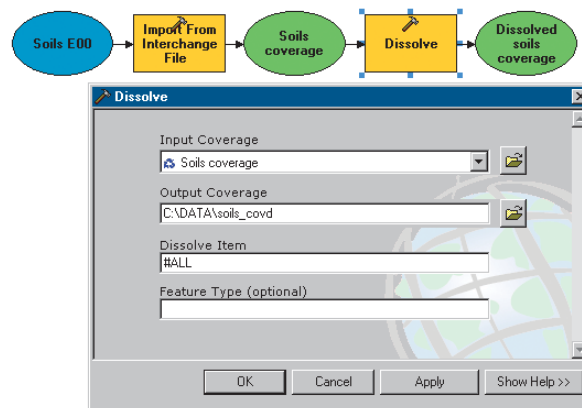 Soils E00
Import From
Interchange
File
Soils
coverage
Dissolve
Dissolved
soils
coverage
Dissolve
Input Coverage
Soils coverage
Output Coverage
C:\DATA\soils_covd
Dissolve Item
#ALL
Feature Type (optional)
OK
Cancel
Apply
Show Help >>